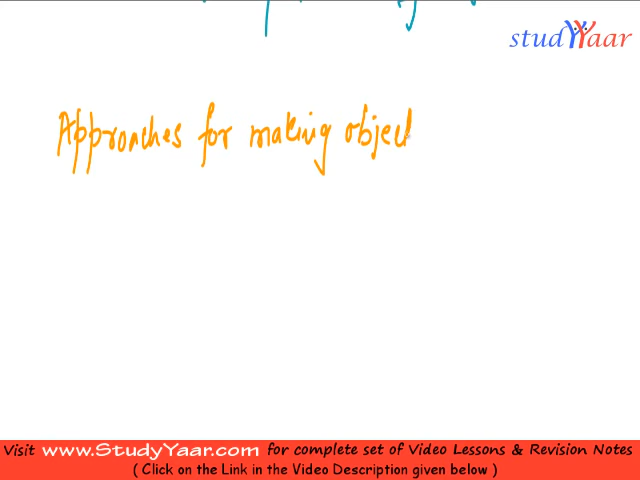 studYYaar
Approaches for making object
Visit www.StudyYaar.com for complete set of Video Lessons & Revision Notes
( Click on the Link in the Video Description given below )